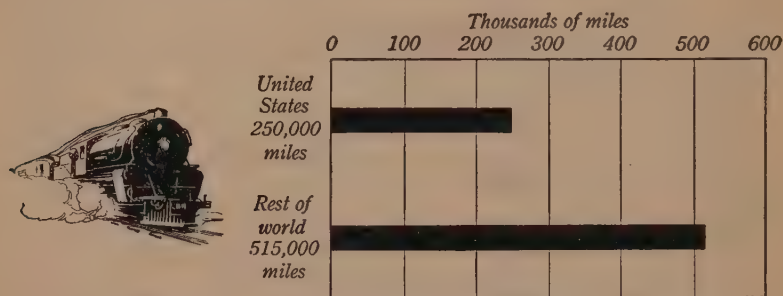 Thousands of miles
0 100 200 300 400 500 600
United
States
250,000
miles
Rest of
world
515,000
miles